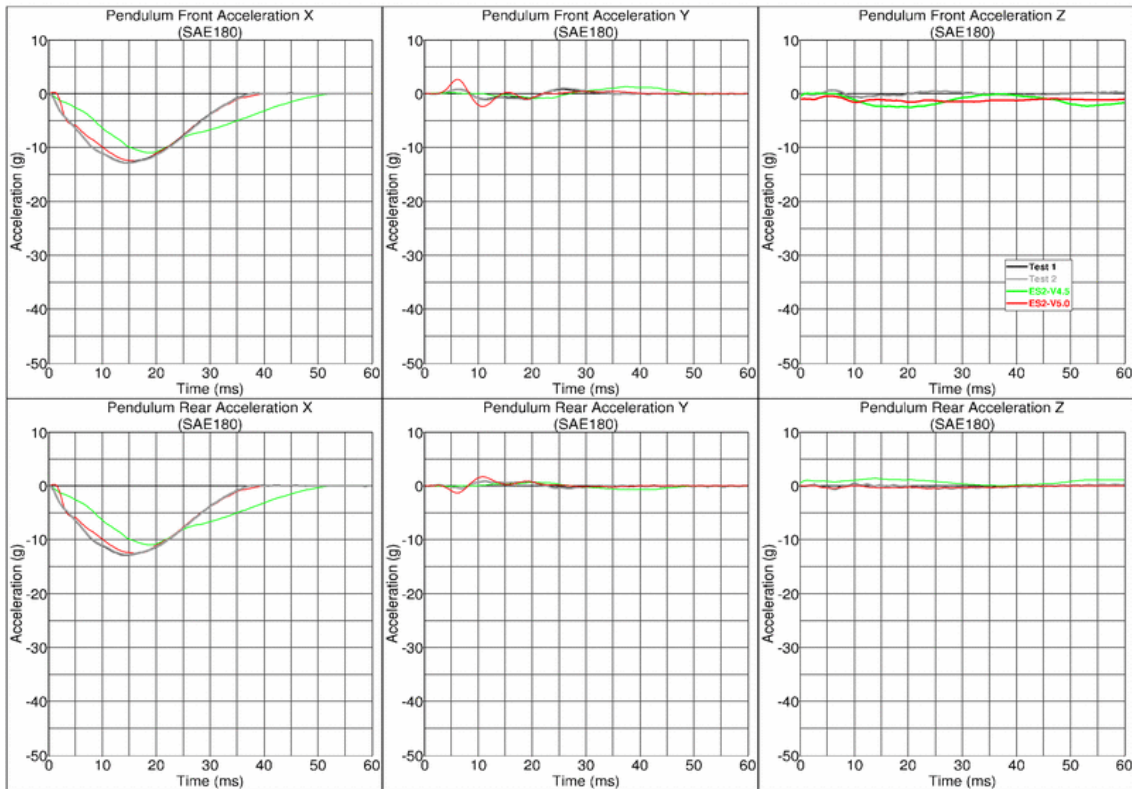 Pendulum Front Acceleration X
(SAE180)
Acceleration (g)
10
0
-10
-20
-30
-40
-50
0 10 20 30 40 50 60
Time (ms)
Pendulum Front Acceleration Y
(SAE180)
Acceleration (g)
10
0
-10
-20
-30
-40
-50
0 10 20 30 40 50 60
Time (ms)
Pendulum Front Acceleration Z
(SAE180)
Acceleration (g)
10
0
-10
-20
-30
-40
-50
0 10 20 30 40 50 60
Time (ms)
Test 1
Test 2
ES2-V4.5
ES2-V5.0
Pendulum Rear Acceleration X
(SAE180)
Acceleration (g)
10
0
-10
-20
-30
-40
-50
0 10 20 30 40 50 60
Time (ms)
Pendulum Rear Acceleration Y
(SAE180)
Acceleration (g)
10
0
-10
-20
-30
-40
-50
0 10 20 30 40 50 60
Time (ms)
Pendulum Rear Acceleration Z
(SAE180)
Acceleration (g)
10
0
-10
-20
-30
-40
-50
0 10 20 30 40 50 60
Time (ms)